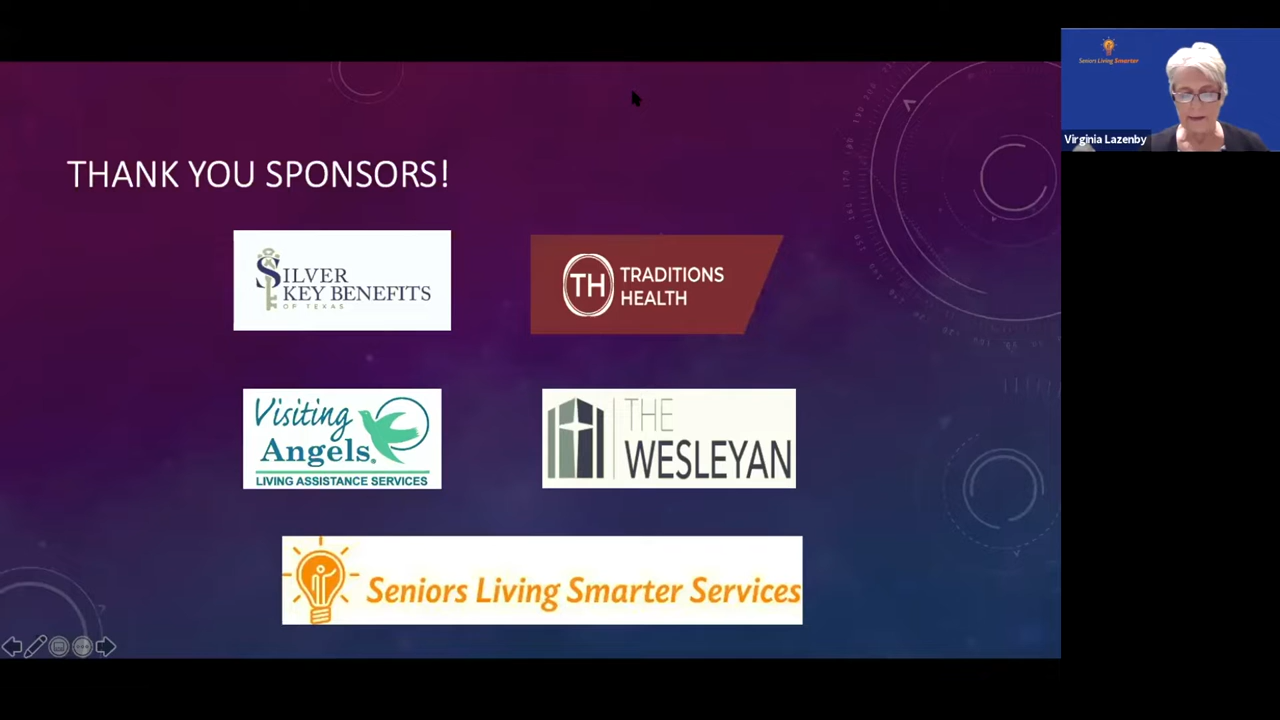 Seniors Living Smarter
Virginia Lazenby
THANK YOU SPONSORS!
SILVER
KEY BENEFITS
OF TEXAS
TH
TRADITIONS
HEALTH
Visiting
Angels.
LIVING ASSISTANCE SERVICES
THE
WESLEYAN
Seniors Living Smarter Services